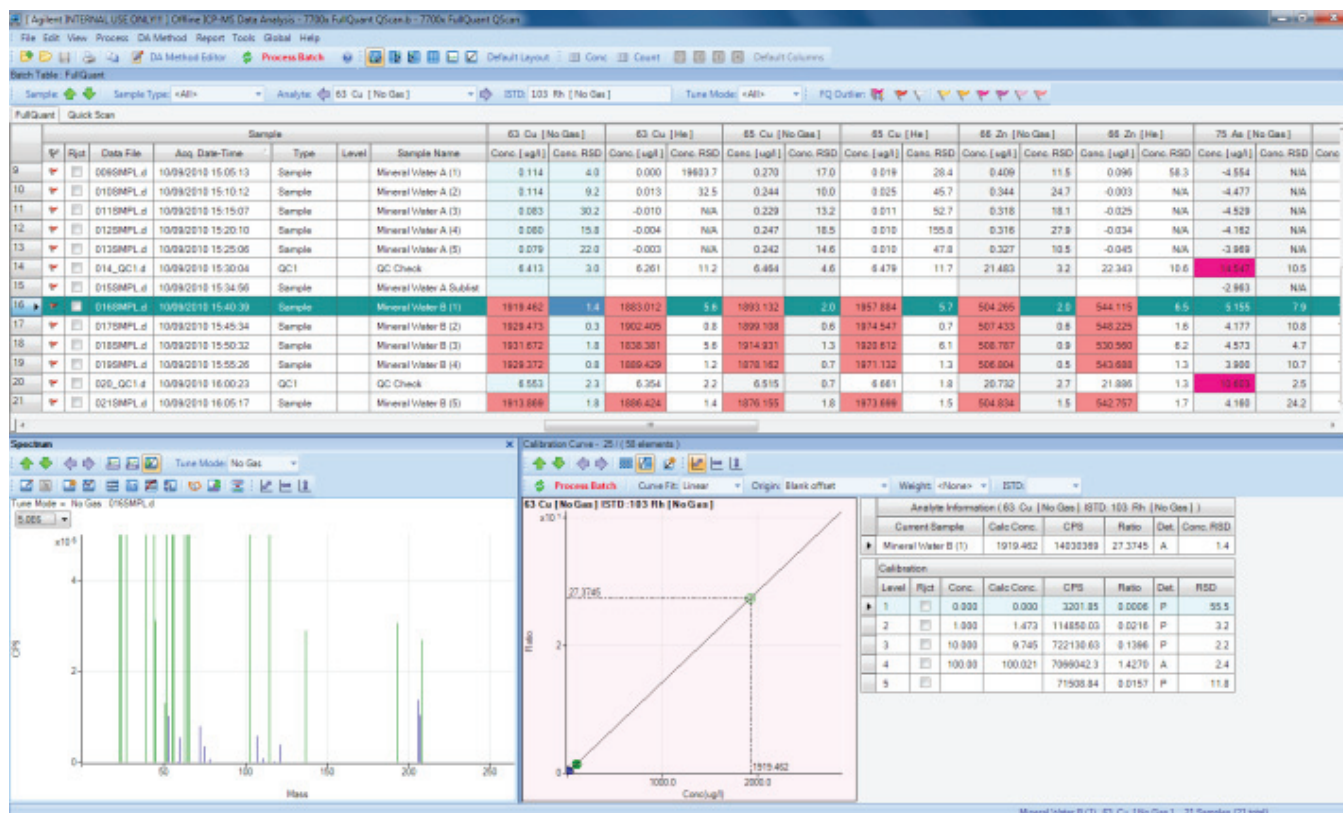 [ Agilent INTERNAL USE ONLY!!! ] Offline ICP-MS Data Analysis - 7700x FullQuant QScan.b - 7700x FullQuant QScan
File Edit View Process DA Method Report Tools Global Help
DA Method Editor Process Batch Default Layout Conc Count Default Columns
Batch Table : FullQuant
Sample: Sample Type: <All> Analyte: 63 Cu [ No Gas ] ISTD: 103 Rh [ No Gas ] Tune Mode: <All> FQ Outlier:
FullQuant Quick Scan
Sample 63 Cu [ No Gas ] 63 Cu [ He ] 65 Cu [ No Gas ] 65 Cu [ He ] 66 Zn [ No Gas ] 66 Zn [ He ] 75 As [ No Gas ]
Rjct Data File Acq. Date-Time Type Level Sample Name Conc. [ ug/l ] Conc. RSD Conc. [ ug/l ] Conc. RSD Conc. [ ug/l ] Conc. RSD Conc. [ ug/l ] Conc. RSD Conc. [ ug/l ] Conc. RSD Conc. [ ug/l ] Conc. RSD Conc. [ ug/l ] Conc. RSD Conc
9 009SMPL.d 10/09/2010 15:05:13 Sample Mineral Water A (1) 0.114 4.0 0.000 19603.7 0.270 17.0 0.019 28.4 0.409 11.5 0.096 58.3 -4.554 N/A
10 010SMPL.d 10/09/2010 15:10:12 Sample Mineral Water A (2) 0.114 9.2 0.013 32.5 0.244 10.0 0.025 45.7 0.344 24.7 -0.003 N/A -4.477 N/A
11 011SMPL.d 10/09/2010 15:15:07 Sample Mineral Water A (3) 0.083 30.2 -0.010 N/A 0.229 13.2 0.011 52.7 0.318 18.1 -0.025 N/A -4.529 N/A
12 012SMPL.d 10/09/2010 15:20:10 Sample Mineral Water A (4) 0.080 15.8 -0.004 N/A 0.247 18.5 0.010 155.8 0.316 27.9 -0.034 N/A -4.162 N/A
13 013SMPL.d 10/09/2010 15:25:06 Sample Mineral Water A (5) 0.079 22.0 -0.003 N/A 0.242 14.6 0.010 47.8 0.327 10.5 -0.045 N/A -3.969 N/A
14 014_QC1.d 10/09/2010 15:30:04 QC1 QC Check 6.413 3.0 6.261 11.2 6.464 4.6 6.479 11.7 21.483 3.2 22.343 10.6 14.547 10.5
15 015SMPL.d 10/09/2010 15:34:56 Sample Mineral Water A Sublist -2.963 N/A
16 016SMPL.d 10/09/2010 15:40:39 Sample Mineral Water B (1) 1919.462 1.4 1883.012 5.6 1893.132 2.0 1957.884 5.7 504.265 2.0 544.115 6.5 5.155 7.9
17 017SMPL.d 10/09/2010 15:45:34 Sample Mineral Water B (2) 1929.473 0.3 1902.405 0.8 1899.108 0.6 1974.547 0.7 507.433 0.6 548.225 1.6 4.177 10.8
18 018SMPL.d 10/09/2010 15:50:32 Sample Mineral Water B (3) 1931.672 1.8 1838.381 5.6 1914.931 1.3 1920.612 6.1 508.787 0.9 530.560 6.2 4.573 4.7
19 019SMPL.d 10/09/2010 15:55:26 Sample Mineral Water B (4) 1929.372 0.8 1889.429 1.2 1878.162 0.7 1971.132 1.3 506.804 0.5 543.688 1.3 3.980 10.7
20 020_QC1.d 10/09/2010 16:00:23 QC1 QC Check 6.553 2.3 6.354 2.2 6.515 0.7 6.661 1.8 20.732 2.7 21.886 1.3 2.5
21 021SMPL.d 10/09/2010 16:05:17 Sample Mineral Water B (5) 1913.869 1.8 1886.424 1.4 1876.155 1.8 1973.699 1.5 504.834 1.5 542.757 1.7 4.160 24.2
Spectrum
Tune Mode: No Gas
Tune Mode = No Gas 016SMPL.d
5.0E6
CPS
4
2
0
50 100 150 200 250
Mass
Calibration Curve - 25 / ( 58 elements )
Process Batch Curve Fit: Linear Origin: Blank offset Weight: <None> ISTD:
63 Cu [ No Gas ] ISTD :103 Rh [ No Gas ]
x10 1
27.3745
Ratio
2
0
1919.462
1000.0 2000.0
Conc(ug/l)
Analyte Information ( 63 Cu [ No Gas ] ISTD: 103 Rh [ No Gas ] )
Current Sample Calc Conc. CPS Ratio Det. Conc. RSD
Mineral Water B (1) 1919.462 14030369 27.3745 A 1.4
Calibration
Level Rjct Conc. Calc Conc. CPS Ratio Det. RSD
1 0.000 0.000 3201.85 0.0006 P 55.5
2 1.000 1.473 114850.03 0.0216 P 3.2
3 10.000 9.745 722130.63 0.1396 P 2.2
4 100.00 100.021 7099042.3 1.4270 A 2.4
5 71508.84 0.0157 P 11.8